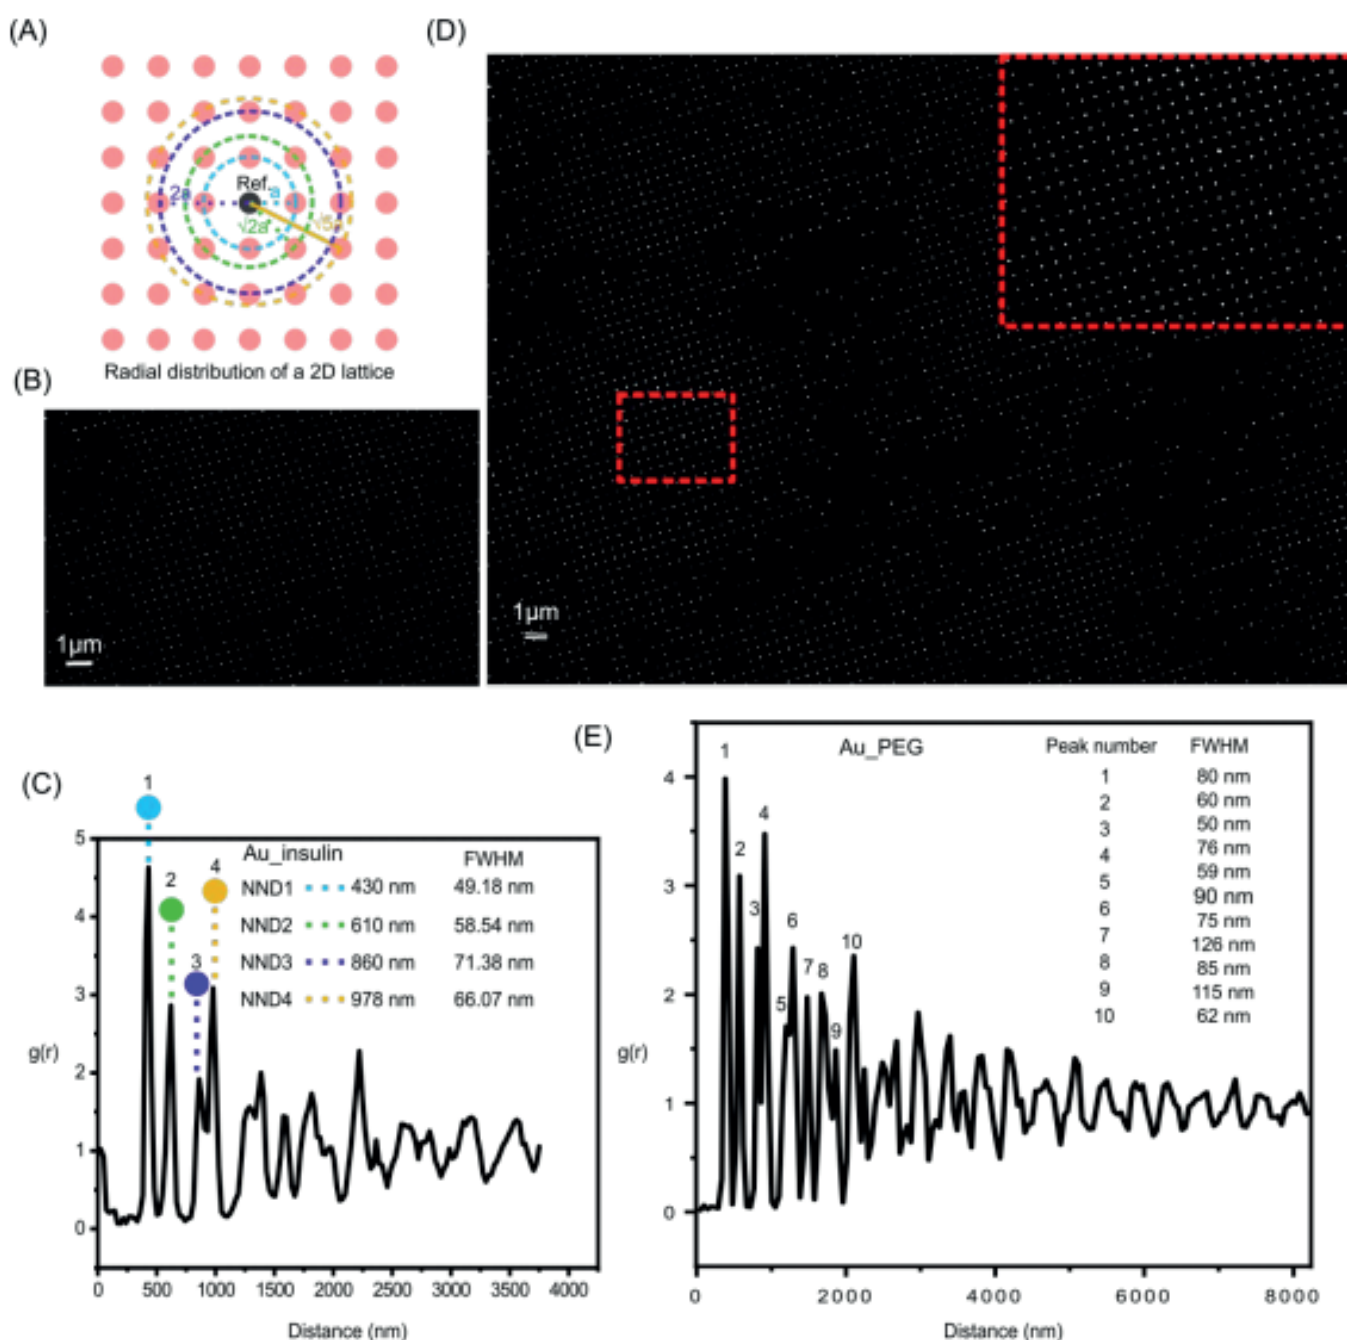 (A)
Ref.
2a
a
√2a
√5a
Radial distribution of a 2D lattice
(B)
1μm
(D)
1μm
(C)
1
2
3
4
Au_insulin
FWHM
NND1 430 nm 49.18 nm
NND2 610 nm 58.54 nm
NND3 860 nm 71.38 nm
NND4 978 nm 66.07 nm
g(r)
5
4
3
2
1
0
0 500 1000 1500 2000 2500 3000 3500 4000
Distance (nm)
(E)
Au_PEG
Peak number FWHM
1 80 nm
2 60 nm
3 50 nm
4 76 nm
5 59 nm
6 90 nm
7 75 nm
8 126 nm
9 85 nm
10 115 nm
62 nm
1
2
3
4
5
6
7
8
9
10
g(r)
4
3
2
1
0
0 2000 4000 6000 8000
Distance (nm)